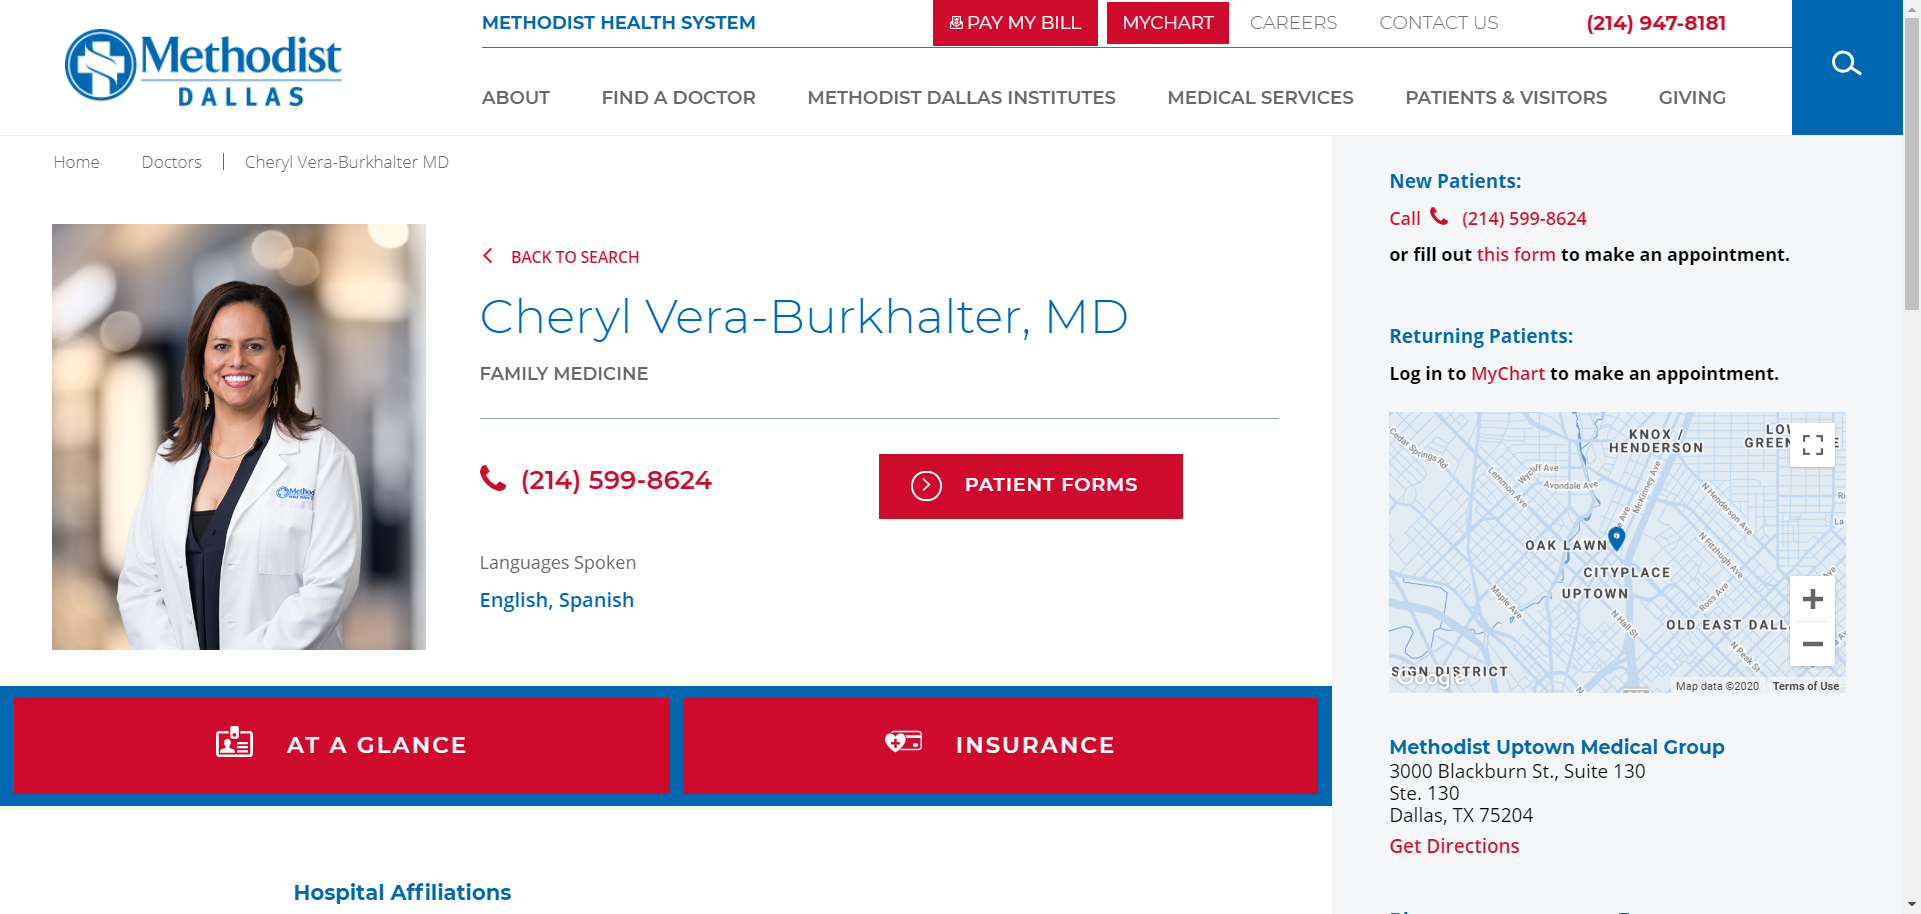 METHODIST HEALTH SYSTEM
PAY MY BILL
MYCHART
CAREERS
CONTACT US
(214) 947-8181
Methodist
DALLAS
ABOUT
FIND A DOCTOR
METHODIST DALLAS INSTITUTES
MEDICAL SERVICES
PATIENTS & VISITORS
GIVING
Home
Doctors
Cheryl Vera-Burkhalter MD
BACK TO SEARCH
Cheryl Vera-Burkhalter, MD
FAMILY MEDICINE
(214) 599-8624
PATIENT FORMS
Languages Spoken
English, Spanish
AT A GLANCE
INSURANCE
Hospital Affiliations
New Patients:
Call (214) 599-8624
or fill out this form to make an appointment.
Returning Patients:
Log in to MyChart to make an appointment.
KNOX /
HENDERSON
Cedar Springs Rd
Lemmon Ave
Wycliff Ave
Avondale Ave
McKinney Ave
N Henderson Ave
OAK LAWN
CITYPLACE
UPTOWN
N Fitzhugh Ave
Maple Ave
Ross Ave
N Hall St
OLD EAST DALL
N Peak St
SIGN DISTRICT
Google
Map data ©2020
Terms of Use
Methodist Uptown Medical Group
3000 Blackburn St., Suite 130
Ste. 130
Dallas, TX 75204
Get Directions